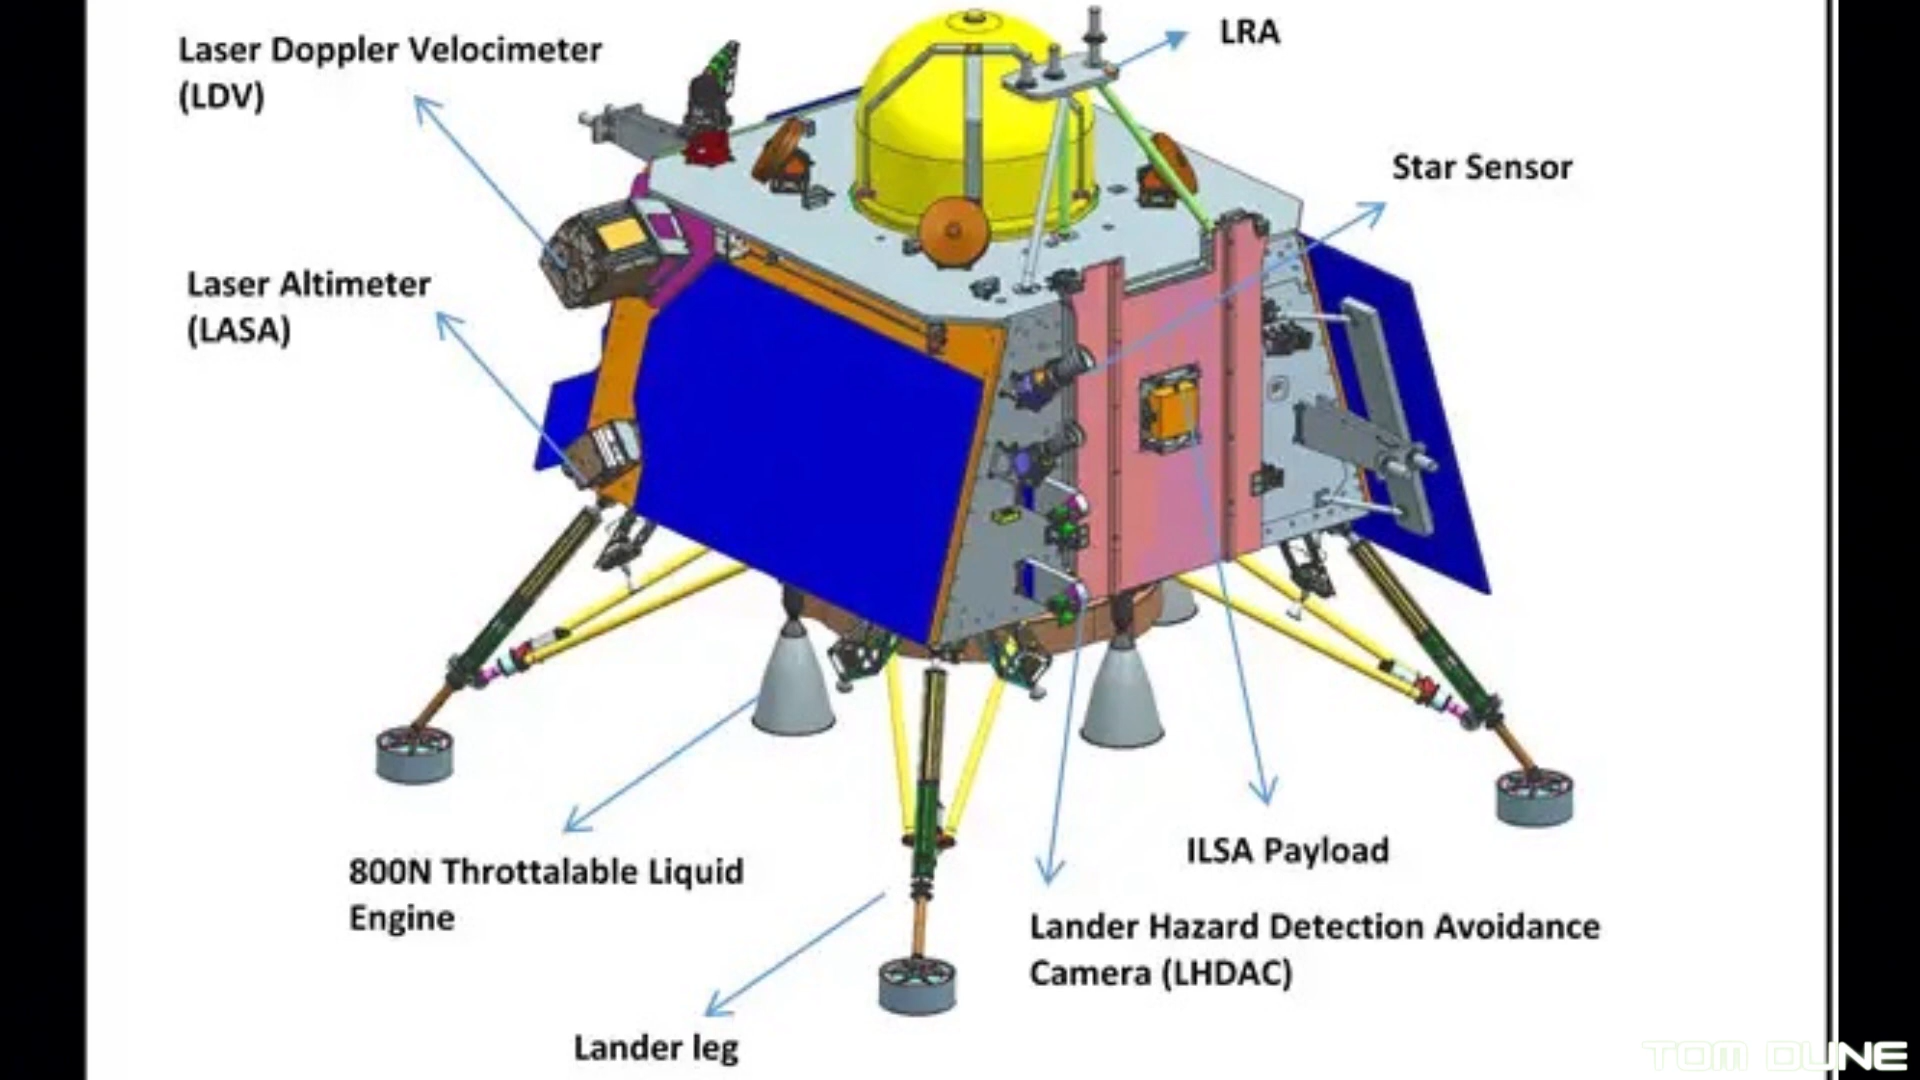 Laser Doppler Velocimeter
(LDV)
LRA
Star Sensor
Laser Altimeter
(LASA)
800N Throttalable Liquid
Engine
ILSA Payload
Lander Hazard Detection Avoidance
Camera (LHDAC)
Lander leg
TOM DUNE